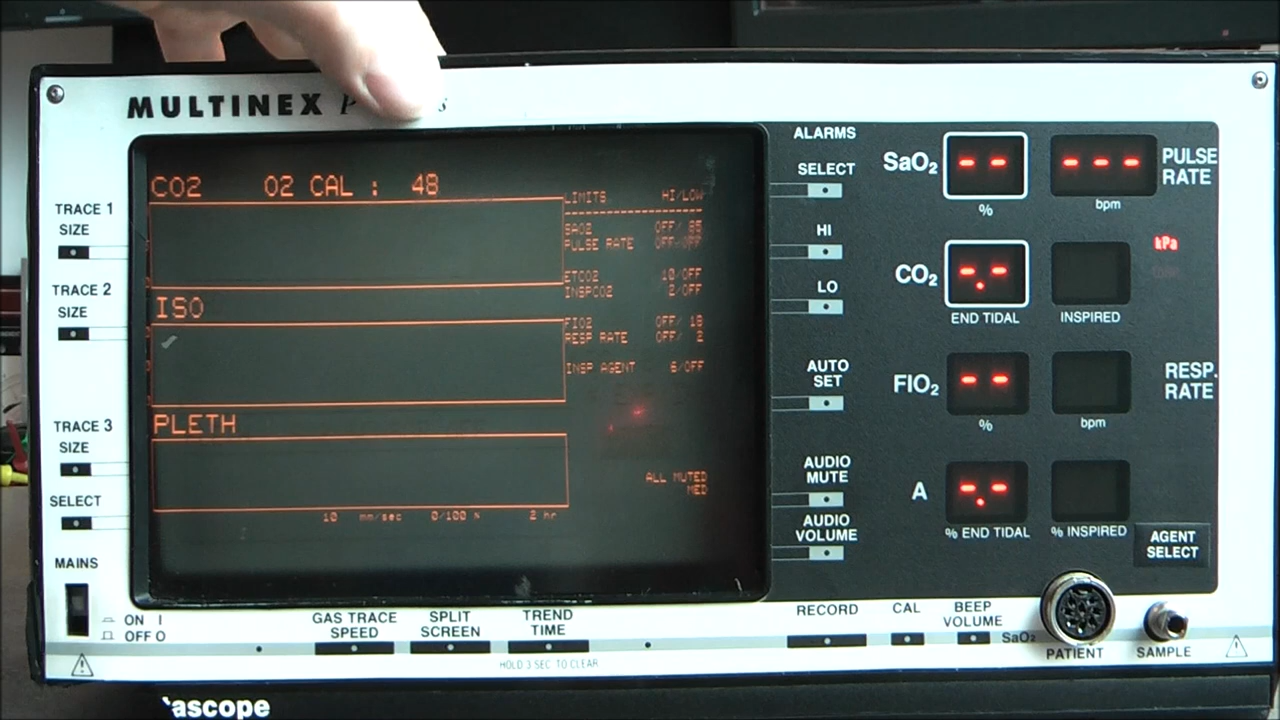 MULTINEX
CO2 O2 CAL : 48
ISO
PLETH
LIMITS HI/LOW
SAO2 OFF/ 85
PULSE RATE OFF/OFF
ETCO2 10/OFF
INSPCO2 2/OFF
FIO2 OFF/ 18
RESP RATE OFF/ 2
INSP AGENT 6/OFF
ALL MUTED
MED
10 mm/sec 0/100 % 2 hr
TRACE 1
SIZE
TRACE 2
SIZE
TRACE 3
SIZE
SELECT
MAINS
ON I
OFF O
GAS TRACE
SPEED
SPLIT
SCREEN
TREND
TIME
HOLD 3 SEC TO CLEAR
ALARMS
SELECT
HI
LO
AUTO
SET
AUDIO
MUTE
AUDIO
VOLUME
RECORD
CAL
BEEP
VOLUME
SaO₂ -- --- PULSE
RATE
% bpm
kPa
CO₂ -.-
END TIDAL INSPIRED
FIO₂ -- RESP.
RATE
% bpm
A -.-
% END TIDAL % INSPIRED
AGENT
SELECT
SaO₂
PATIENT
SAMPLE
ascope